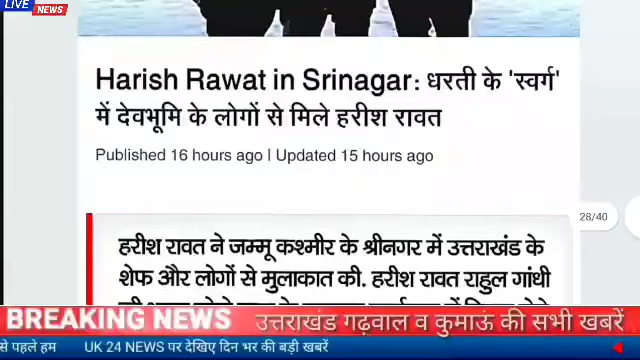 LIVE
NEWS
Harish Rawat in Srinagar: धरती के 'स्वर्ग'
में देवभूमि के लोगों से मिले हरीश रावत
Published 16 hours ago | Updated 15 hours ago
28/40
हरीश रावत ने जम्मू कश्मीर के श्रीनगर में उत्तराखंड के
शेफ और लोगों से मुलाकात की. हरीश रावत राहुल गांधी
BREAKING NEWS उत्तराखंड गढ़वाल व कुमाऊं की सभी खबरें
से पहले हम UK 24 NEWS पर देखिए दिन भर की बड़ी खबरें